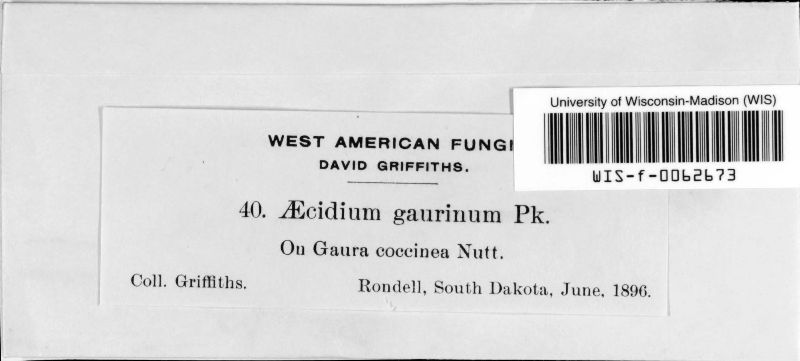 University of Wisconsin-Madison (WIS)
WIS-f-0062673
WEST AMERICAN FUNGI
DAVID GRIFFITHS.
40. Æcidium gaurinum Pk.
On Gaura coccinea Nutt.
Coll. Griffiths.
Rondell, South Dakota, June, 1896.